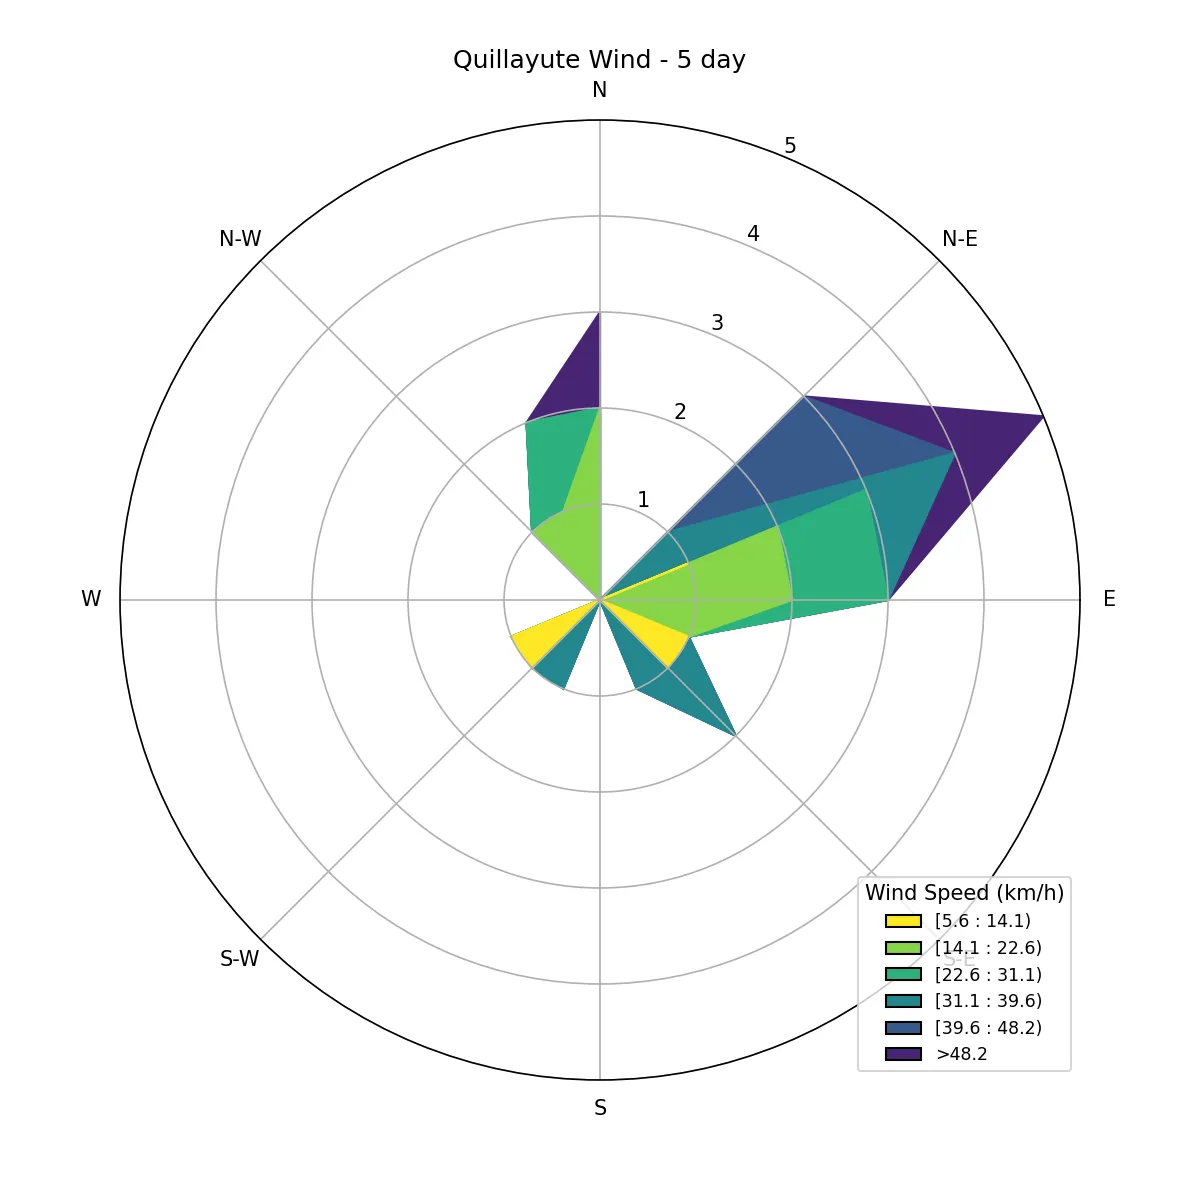 Quillayute Wind - 5 day
N
5
N-W
4
N-E
3
2
1
W
E
Wind Speed (km/h)
[5.6 : 14.1)
[14.1 : 22.6)
S-W
S-E
[22.6 : 31.1)
[31.1 : 39.6)
[39.6 : 48.2)
>48.2
S